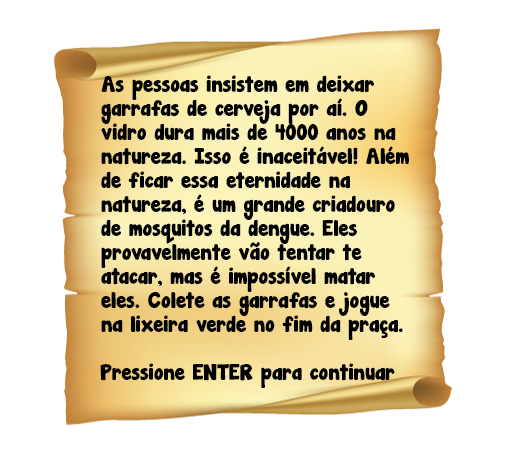 As pessoas insistem em deixar
garrafas de cerveja por aí. O
vidro dura mais de 4000 anos na
natureza. Isso é inaceitável! Além
de ficar essa eternidade na
natureza, é um grande criadouro
de mosquitos da dengue. Eles
provavelmente vão tentar te
atacar, mas é impossível matar
eles. Colete as garrafas e jogue
na lixeira verde no fim da praça.
Pressione ENTER para continuar